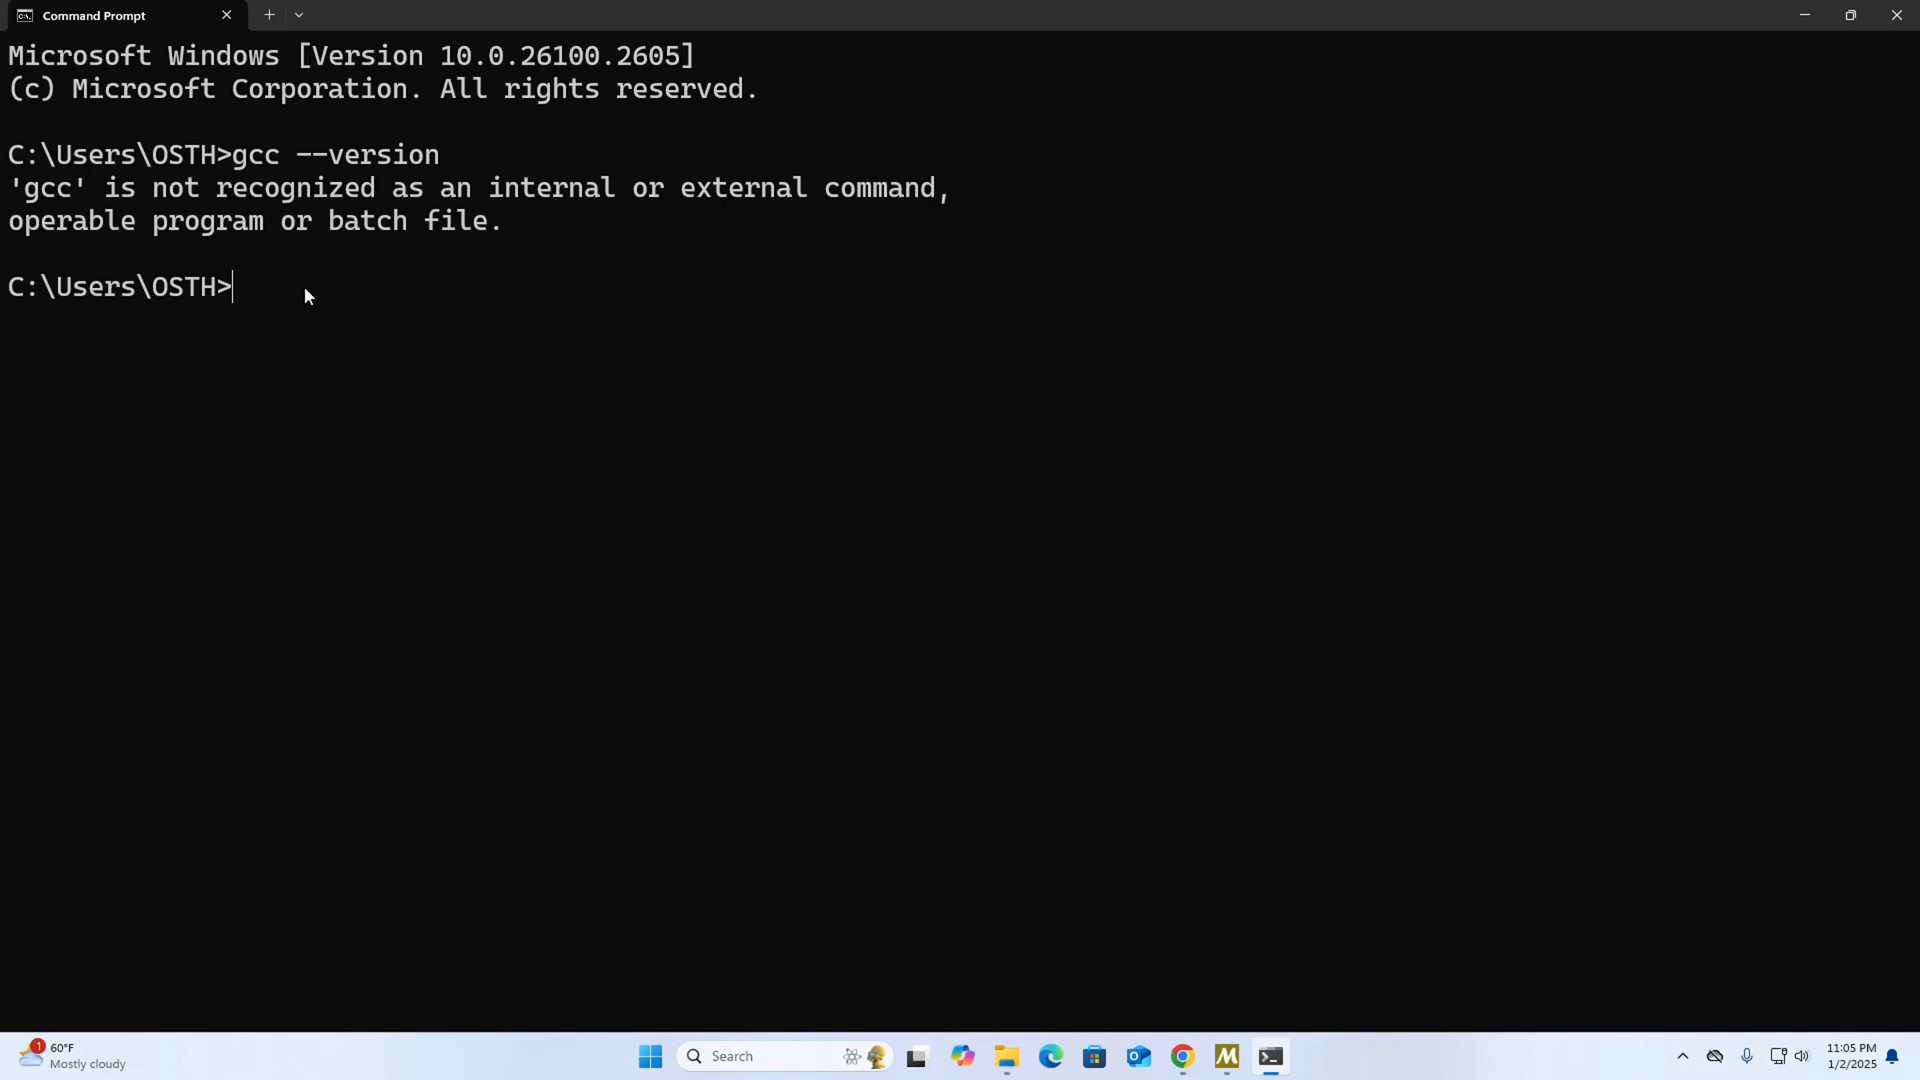 Command Prompt
Microsoft Windows [Version 10.0.26100.2605]
(c) Microsoft Corporation. All rights reserved.
C:\Users\OSTH>gcc --version
'gcc' is not recognized as an internal or external command,
operable program or batch file.
C:\Users\OSTH>
1
60°F
Mostly cloudy
Search
11:05 PM
1/2/2025